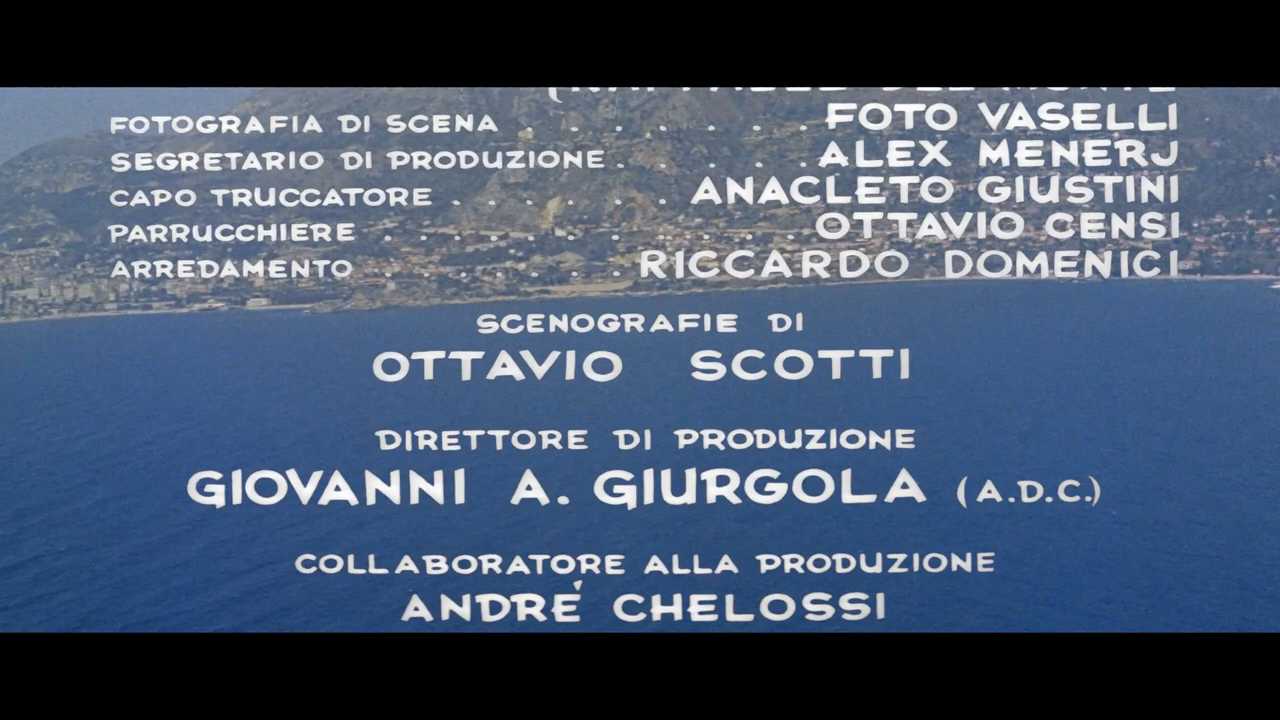 FOTOGRAFIA DI SCENA . . . . . . . . FOTO VASELLI
SEGRETARIO DI PRODUZIONE . . . . . . ALEX MENERJ
CAPO TRUCCATORE . . . . . . ANACLETO GIUSTINI
PARRUCCHIERE . . . . . . . . . . OTTAVIO CENSI
ARREDAMENTO . . . . . . . RICCARDO DOMENICI
SCENOGRAFIE DI
OTTAVIO SCOTTI
DIRETTORE DI PRODUZIONE
GIOVANNI A. GIURGOLA (A.D.C.)
COLLABORATORE ALLA PRODUZIONE
ANDRÉ CHELOSSI